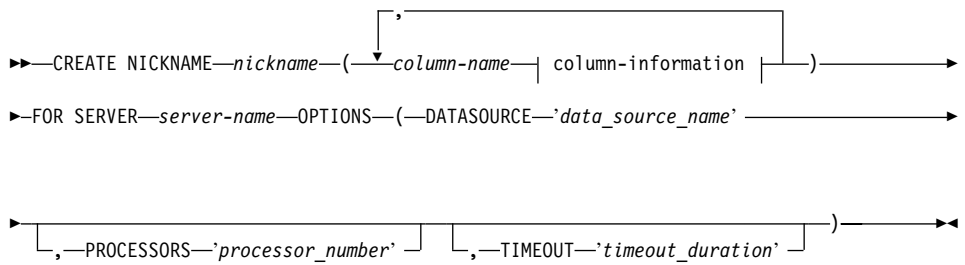 ,
CREATE NICKNAME nickname ( column-name column-information )
FOR SERVER server-name OPTIONS ( DATASOURCE 'data_source_name'
)
, PROCESSORS 'processor_number' , TIMEOUT 'timeout_duration'